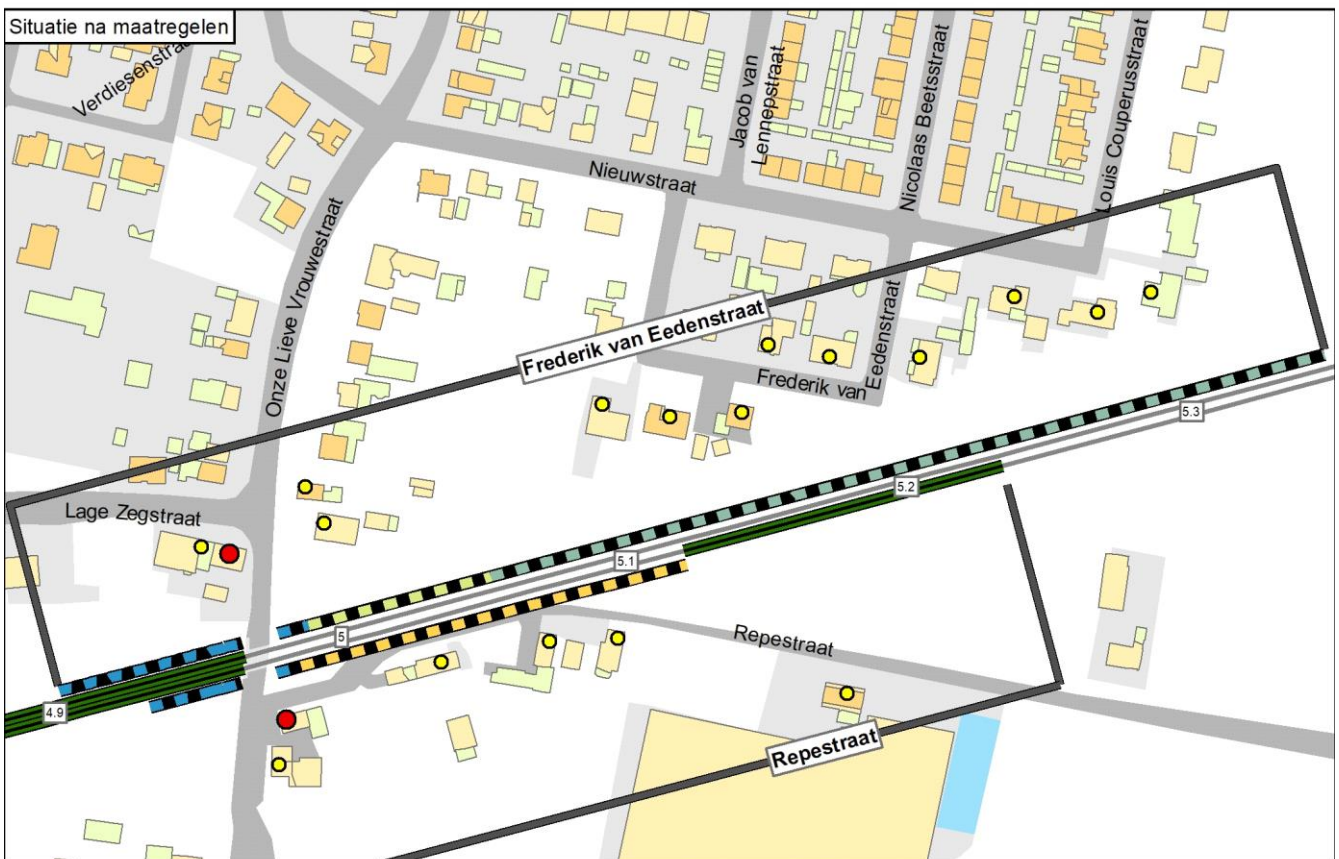 Situatie na maatregelen
Verdiesenstraat
Jacob van
Lennepstraat
Nicolaas Beetsstraat
Louis Couperusstraat
Nieuwstraat
Onze Lieve Vrouwestraat
Frederik van Eedenstraat
Frederik van
Eedenstraat
5.3
5.2
Lage Zegstraat
5.1
5
Repestraat
4.9
Repestraat